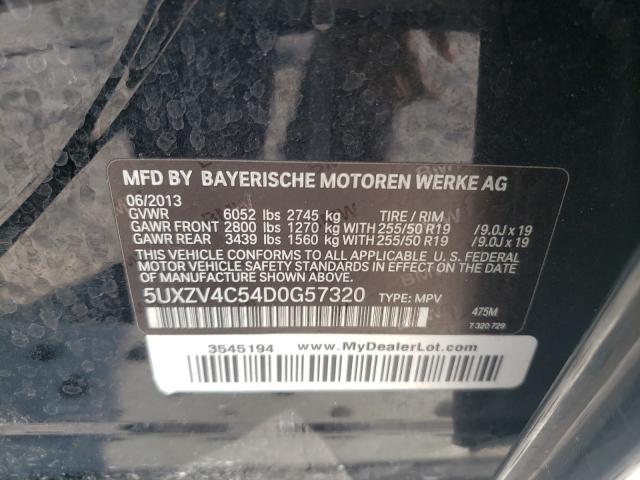 MFD BY BAYERISCHE MOTOREN WERKE AG
06/2013
GVWR 6052 lbs 2745 kg TIRE / RIM
GAWR FRONT 2800 lbs 1270 kg WITH 255/50 R19 /9.0J x 19
GAWR REAR 3439 lbs 1560 kg WITH 255/50 R19 /9.0J x 19
THIS VEHICLE CONFORMS TO ALL APPLICABLE U. S. FEDERAL
MOTOR VEHICLE SAFETY STANDARDS IN EFFECT ON THE DATE
OF MANUFACTURE SHOWN ABOVE.
5UXZV4C54D0G57320 TYPE: MPV
475M
7 320 729
3545194 www.MyDealerLot.com